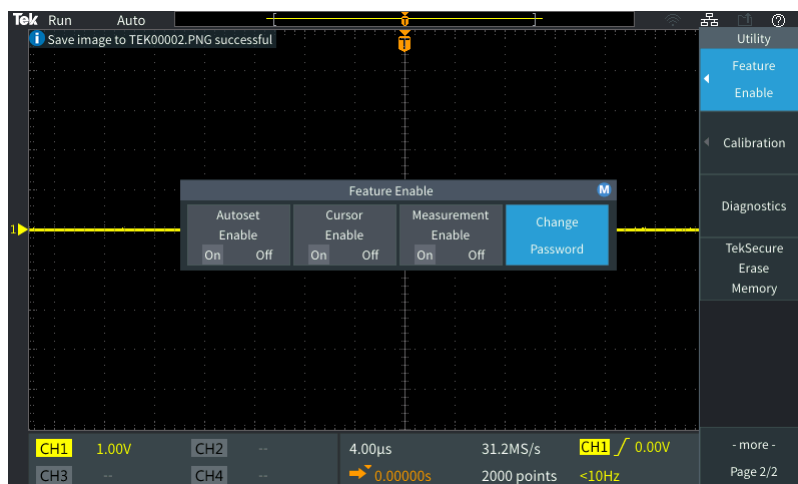 Tek Run Auto
Save image to TEK00002.PNG successful
T
T
Utility
Feature
Enable
Calibration
Diagnostics
TekSecure
Erase
Memory
- more -
Page 2/2
Feature Enable M
Autoset
Enable
On Off
Cursor
Enable
On Off
Measurement
Enable
On Off
Change
Password
1
CH1 1.00V CH2 -- 4.00µs 31.2MS/s CH1 0.00V
CH3 -- CH4 -- 0.00000s 2000 points <10Hz